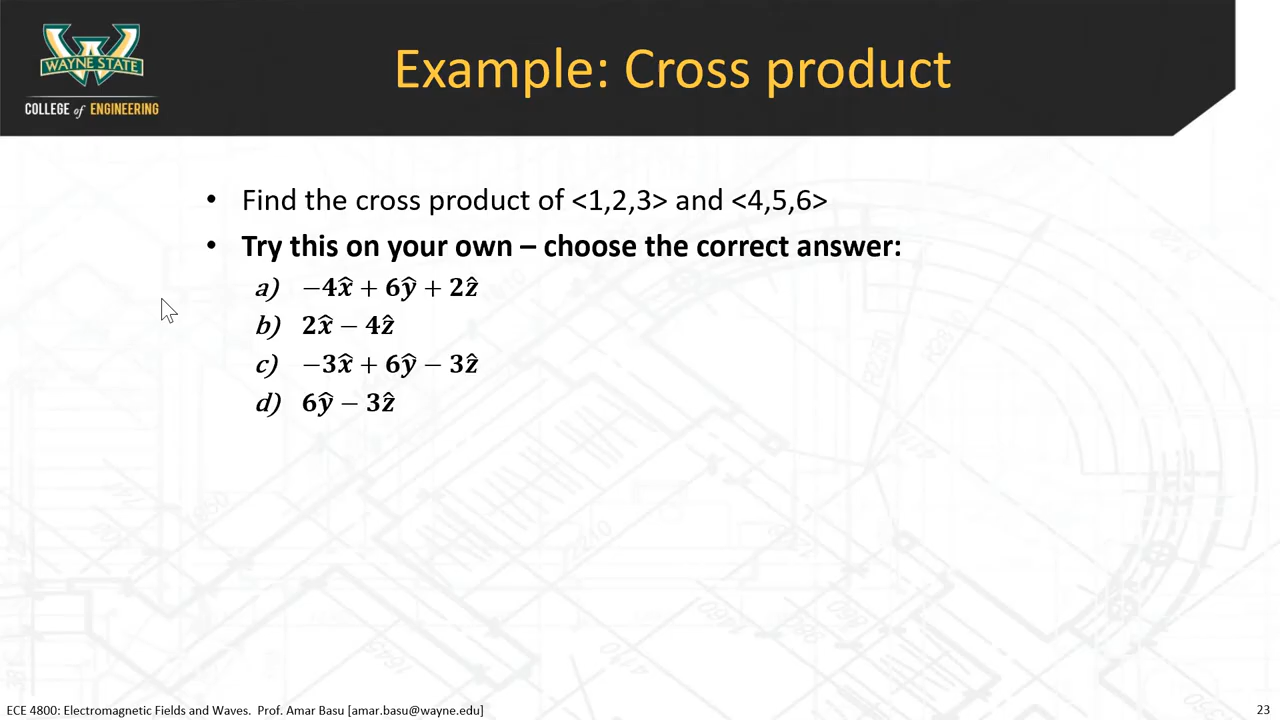 WAYNE STATE
COLLEGE of ENGINEERING
Example: Cross product
• Find the cross product of <1,2,3> and <4,5,6>
• Try this on your own – choose the correct answer:
a) −4x̂ + 6ŷ + 2ẑ
b) 2x̂ − 4ẑ
c) −3x̂ + 6ŷ − 3ẑ
d) 6ŷ − 3ẑ
ECE 4800: Electromagnetic Fields and Waves. Prof. Amar Basu [amar.basu@wayne.edu]
23